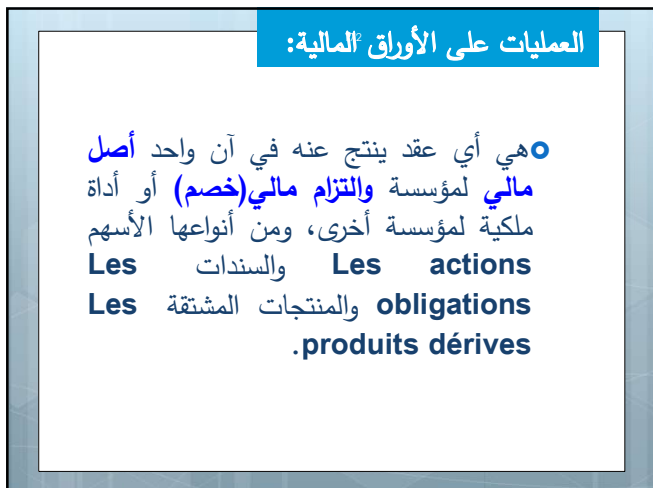 العمليات على الأوراق المالية:
هي أي عقد ينتج عنه في آن واحد أصل
مالي لمؤسسة والتزام مالي(خصم) أو أداة
ملكية لمؤسسة أخرى، ومن أنواعها الأسهم
Les actions والسندات Les
obligations والمنتجات المشتقة Les
produits dérives.